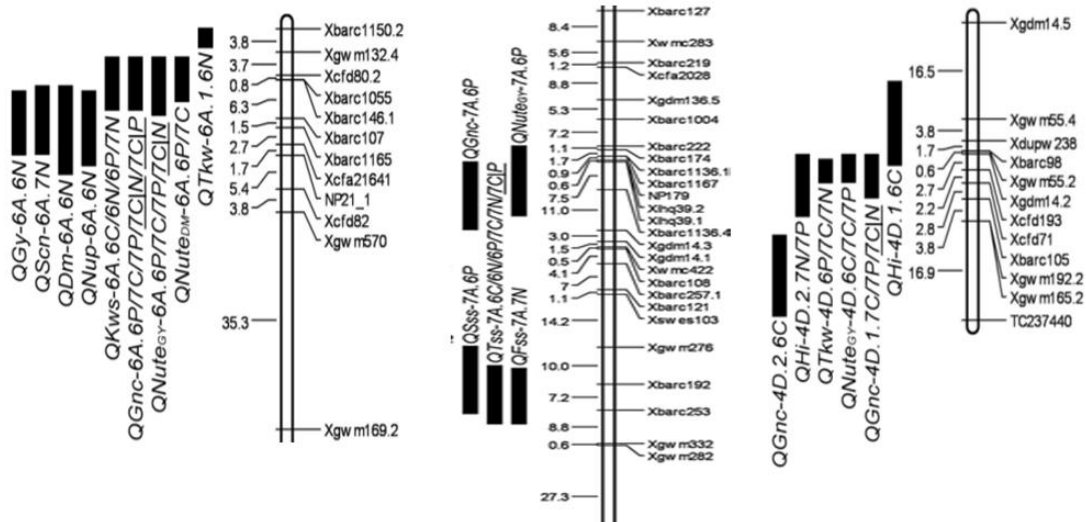 QGy-6A.6N
QScn-6A.7N
QDm-6A.6N
QNup-6A.6N
QKws-6A.6C/6N/6P/7N
QGnc-6A.6P/7C/7P/7C|N/7C|P
QNuteGY-6A.6P/7C/7P/7C|N
QNuteDM-6A.6P/7C
QTkw-6A.1.6N
3.8
3.7
0.8
6.3
1.5
2.7
1.7
5.4
3.8
35.3
Xbarc1150.2
Xgwm132.4
Xcfd80.2
Xbarc1055
Xbarc146.1
Xbarc107
Xbarc1165
Xcfa21641
NP21_1
Xcfd82
Xgwm570
Xgwm169.2
QGnc-7A.6P
QNuteGY-7A.6P
QSss-7A.6P
QTss-7A.6C/6N/6P/7C/7N/7C|P
QFss-7A.7N
8.4
5.6
1.2
8.8
5.3
7.2
1.1
1.7
0.9
0.6
7.5
11.0
3.0
1.5
0.5
4.1
7
1.1
14.2
10.0
7.2
8.8
0.6
27.3
Xbarc127
Xwmc283
Xbarc219
Xcfa2028
Xgdm136.5
Xbarc1004
Xbarc222
Xbarc174
Xbarc1136.1
Xbarc1167
NP179
Xlhq39.2
Xlhq39.1
Xbarc1136.4
Xgdm14.3
Xgdm14.1
Xwmc422
Xbarc108
Xbarc257.1
Xbarc121
Xswes103
Xgwm276
Xbarc192
Xbarc253
Xgwm332
Xgwm282
QGnc-4D.2.6C
QHi-4D.2.7N/7P
QTkw-4D.6P/7C/7N
QNuteGY-4D.6C/7C/7P
QGnc-4D.1.7C/7P/7C|N
QHi-4D.1.6C
16.5
3.8
1.7
0.6
2.7
2.2
2.8
3.8
16.9
Xgdm14.5
Xgwm55.4
Xdupw238
Xbarc98
Xgwm55.2
Xgdm14.2
Xcfd193
Xcfd71
Xbarc105
Xgwm192.2
Xgwm165.2
TC237440